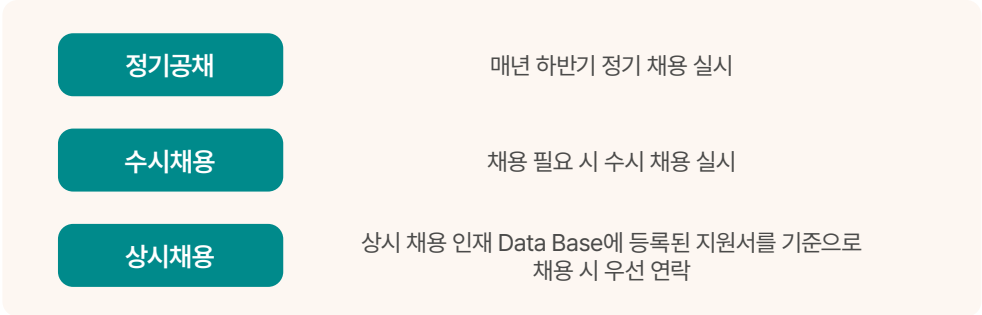 정기공채
매년 하반기 정기 채용 실시
수시채용
채용 필요 시 수시 채용 실시
상시채용
상시 채용 인재 Data Base에 등록된 지원서를 기준으로
채용 시 우선 연락